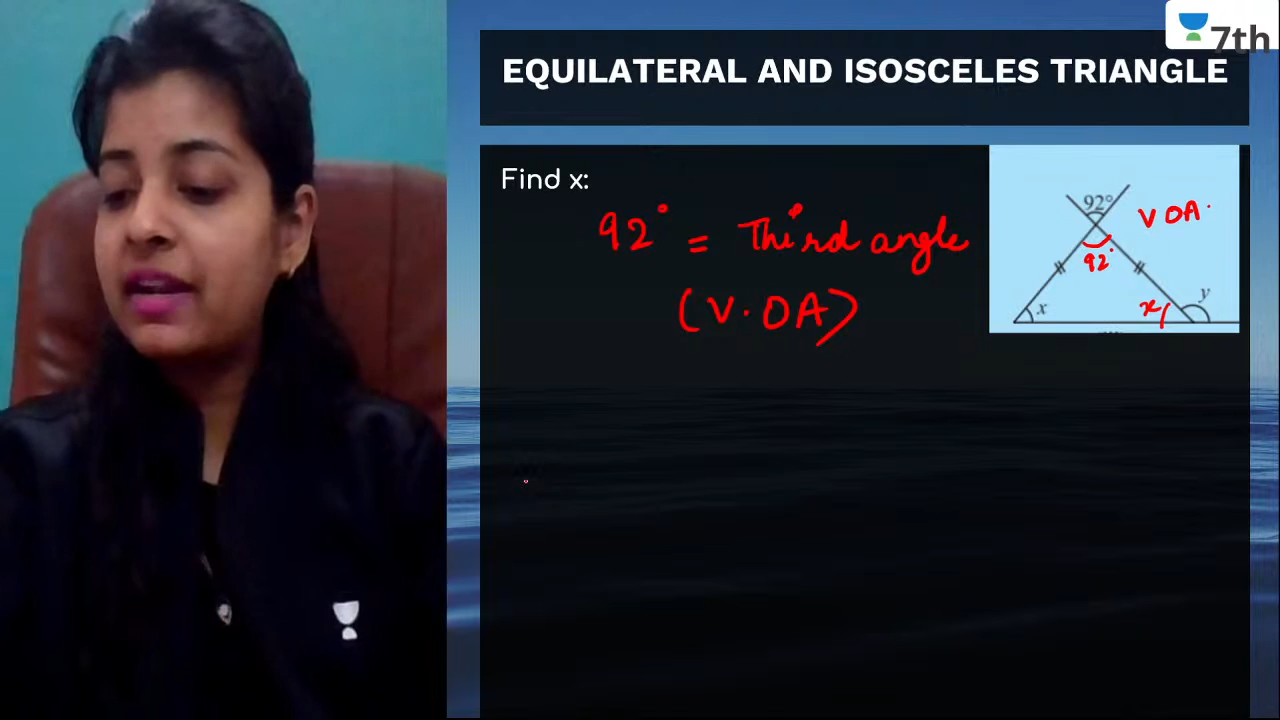 7th
EQUILATERAL AND ISOSCELES TRIANGLE
Find x:
92° = Third angle
(V.OA)
92°
V OA.
92°
x
x
y